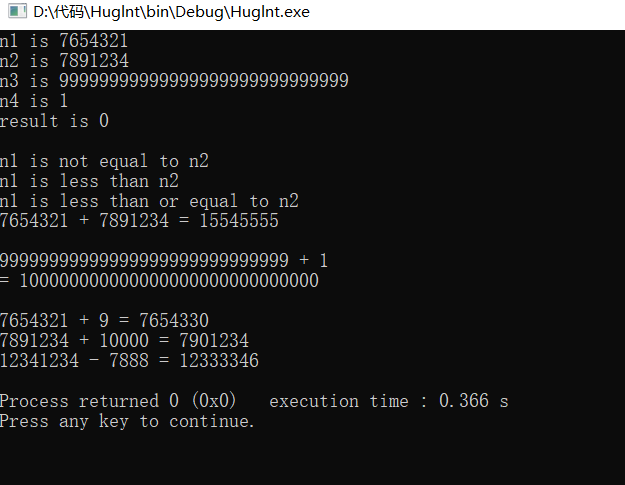 D:\代码\HugInt\bin\Debug\HugInt.exe
n1 is 7654321
n2 is 7891234
n3 is 99999999999999999999999999999
n4 is 1
result is 0
n1 is not equal to n2
n1 is less than n2
n1 is less than or equal to n2
7654321 + 7891234 = 15545555
99999999999999999999999999999 + 1
= 100000000000000000000000000000
7654321 + 9 = 7654330
7891234 + 10000 = 7901234
12341234 - 7888 = 12333346
Process returned 0 (0x0)   execution time : 0.366 s
Press any key to continue.